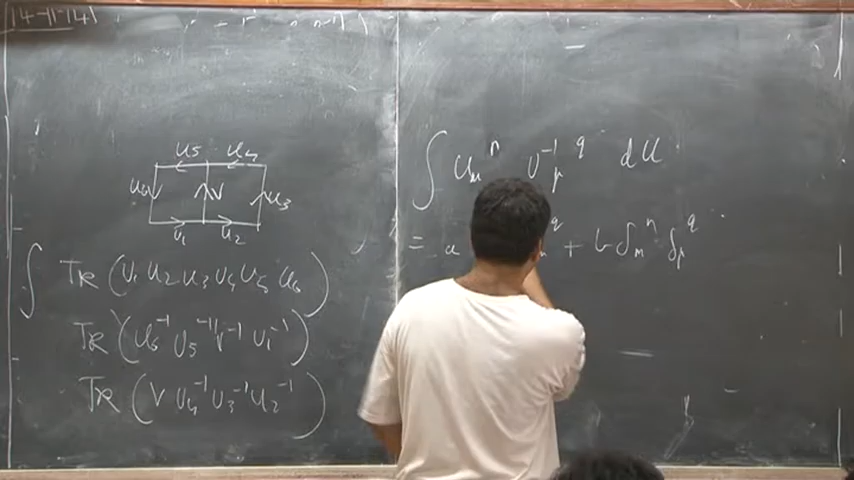 14-11-14
U5 U4
U6 V U3
U1 U2
∫ TR (U1 U2 U3 U4 U5 U6)
TR (U6^-1 U5^-1 V^-1 U1^-1)
TR (V U4^-1 U3^-1 U2^-1)
∫ U_m^n U^-1_p^q dU
= a q + b δ_m^n δ_p^q